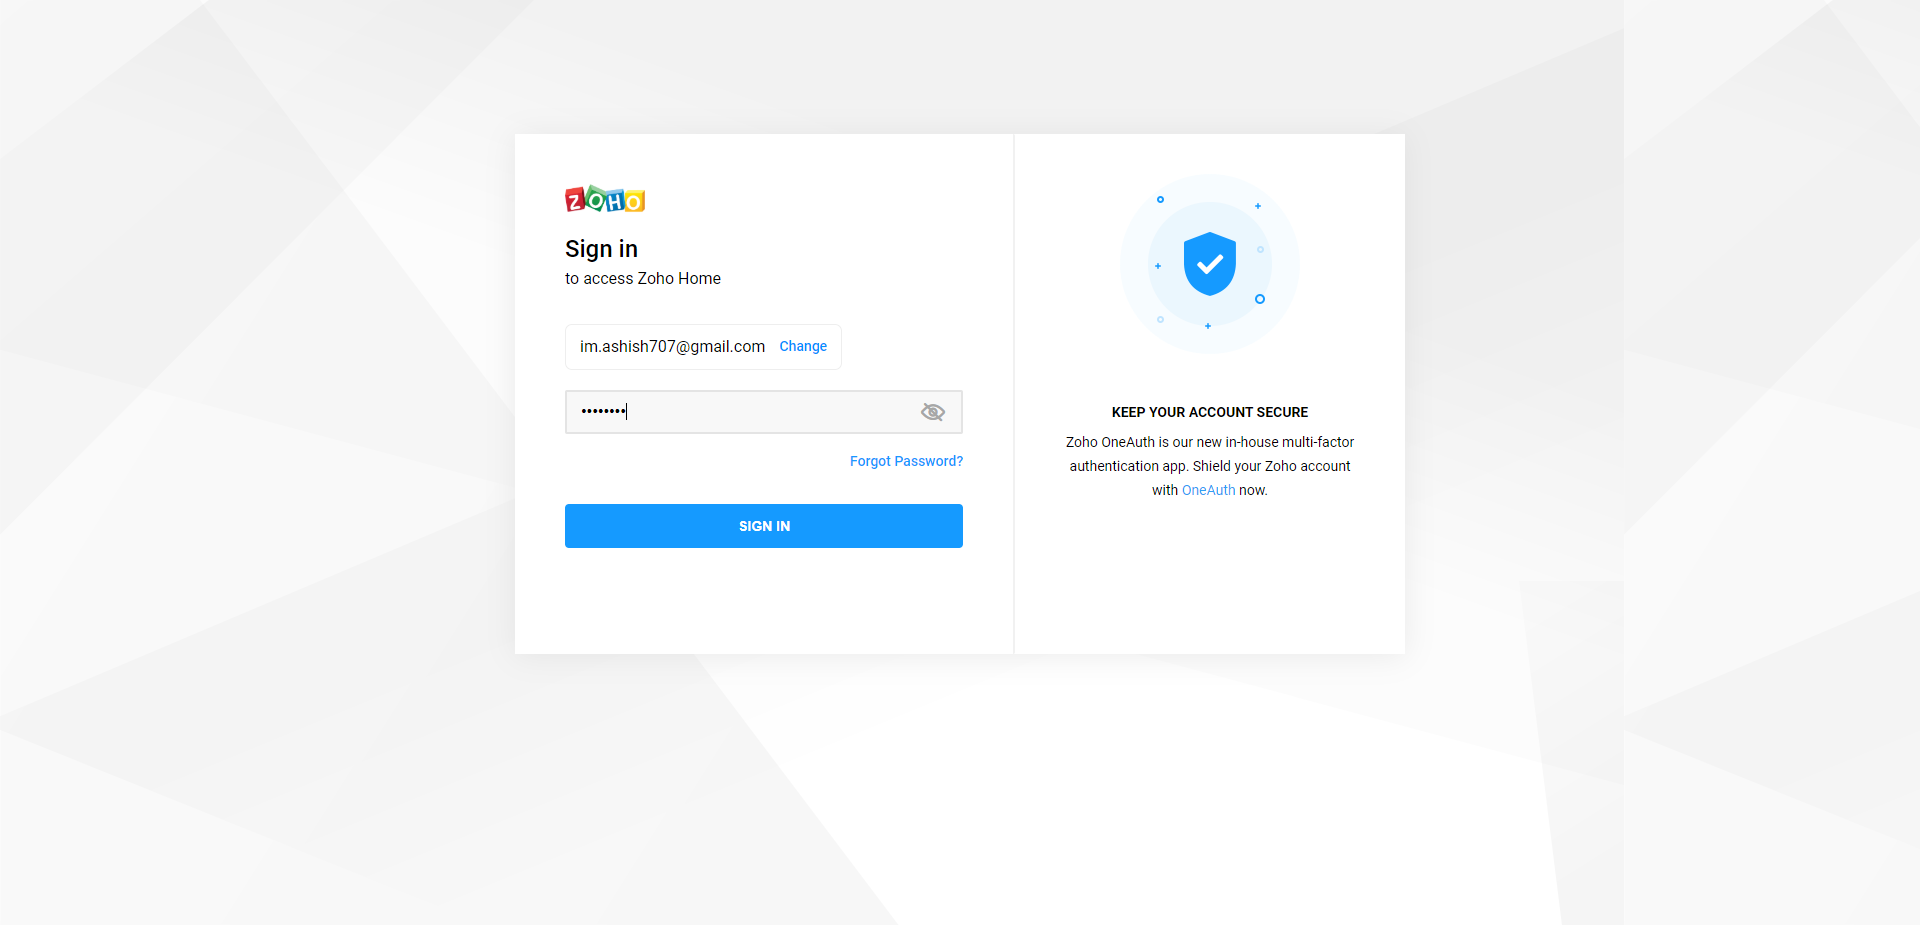 ZOHO
Sign in
to access Zoho Home
im.ashish707@gmail.com Change
••••••••
Forgot Password?
SIGN IN
KEEP YOUR ACCOUNT SECURE
Zoho OneAuth is our new in-house multi-factor
authentication app. Shield your Zoho account
with OneAuth now.